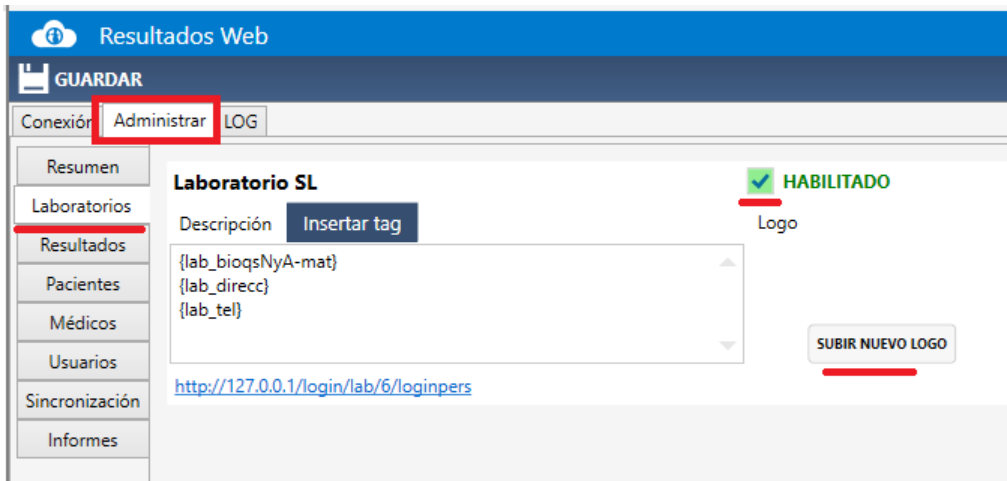 Resultados Web
GUARDAR
Conexión Administrar LOG
Resumen
Laboratorios
Resultados
Pacientes
Médicos
Usuarios
Sincronización
Informes
Laboratorio SL
HABILITADO
Descripción Insertar tag
Logo
{lab_bioqsNyA-mat}
{lab_direcc}
{lab_tel}
SUBIR NUEVO LOGO
http://127.0.0.1/login/lab/6/loginpers